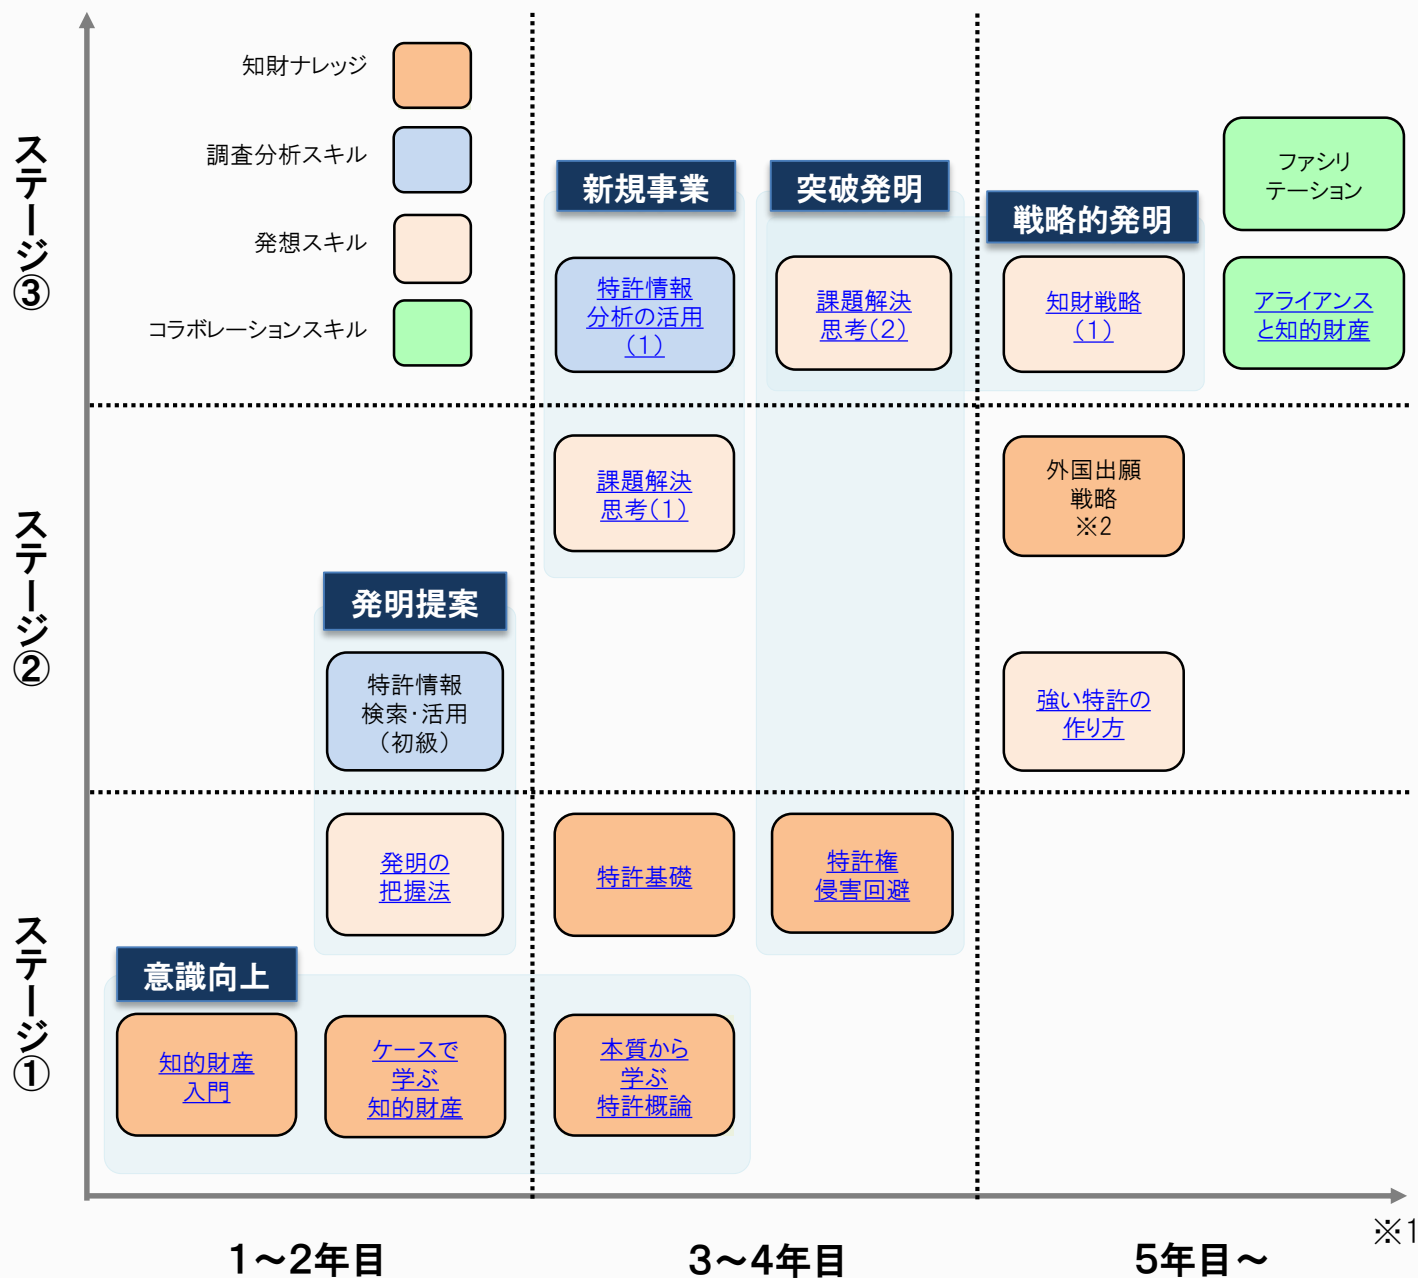 知財ナレッジ
調査分析スキル
発想スキル
コラボレーションスキル
ステージ③
新規事業
突破発明
戦略的発明
ファシリ
テーション
特許情報
分析の活用
(1)
課題解決
思考(2)
知財戦略
(1)
アライアンス
と知的財産
ステージ②
課題解決
思考(1)
外国出願
戦略
※2
発明提案
特許情報
検索・活用
(初級)
強い特許の
作り方
ステージ①
発明の
把握法
特許基礎
特許権
侵害回避
意識向上
知的財産
入門
ケースで
学ぶ
知的財産
本質から
学ぶ
特許概論
※1
1～2年目
3～4年目
5年目～